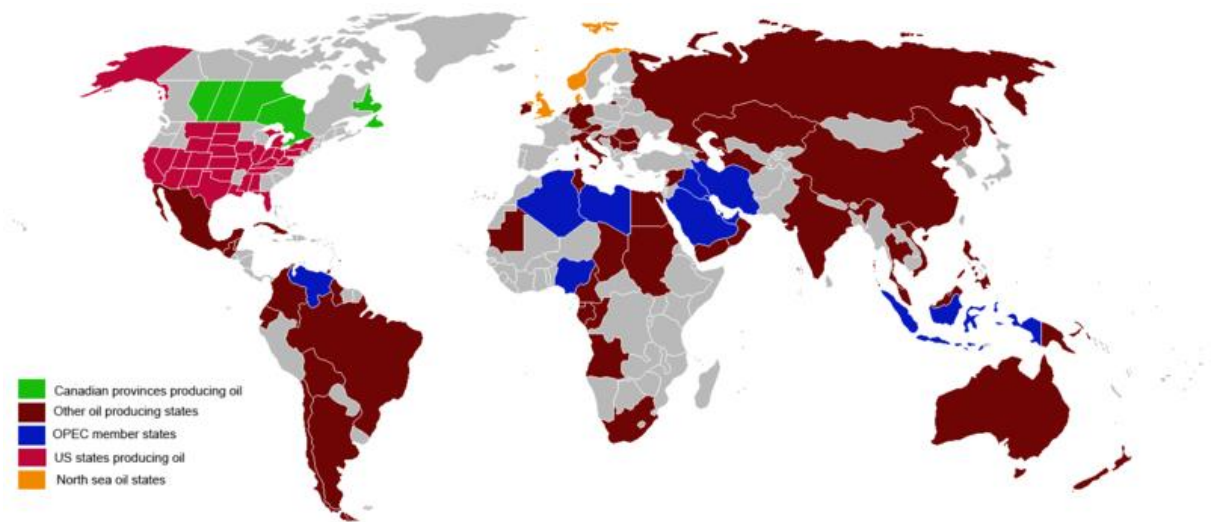 Canadian provinces producing oil
Other oil producing states
OPEC member states
US states producing oil
North sea oil states